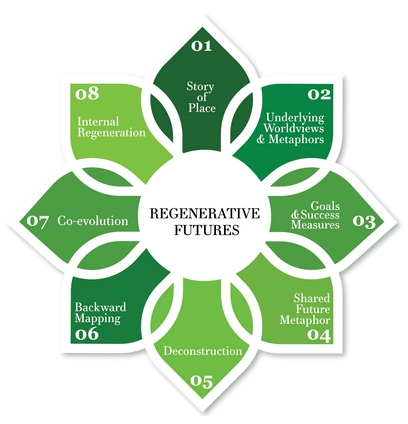 01
Story
of
Place
02
Underlying
Worldviews
& Metaphors
Goals
& Success
Measures
03
Shared
Future
Metaphor
04
Deconstruction
05
Backward
Mapping
06
07 Co-evolution
08
Internal
Regeneration
REGENERATIVE
FUTURES